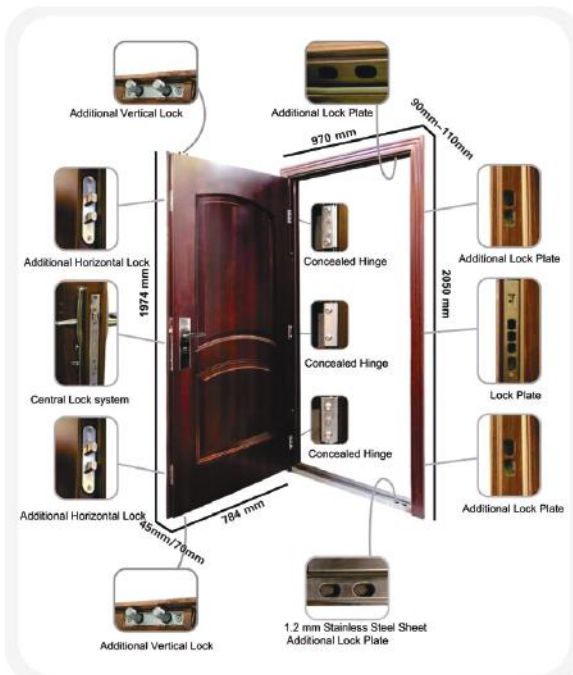 Additional Vertical Lock
Additional Lock Plate
970 mm
90mm~110mm
Additional Horizontal Lock
1974 mm
Concealed Hinge
Additional Lock Plate
2050 mm
Central Lock system
Concealed Hinge
Lock Plate
Additional Horizontal Lock
Concealed Hinge
Additional Lock Plate
45mm/70mm
784 mm
Additional Vertical Lock
1.2 mm Stainless Steel Sheet
Additional Lock Plate